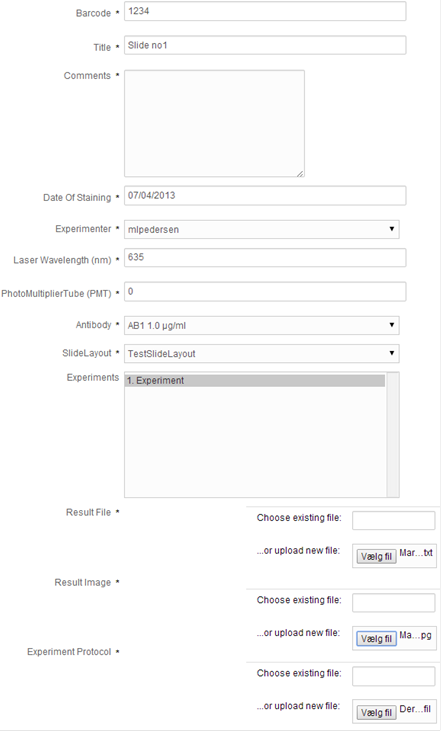 Barcode * 1234
Title * Slide no1
Comments *
Date Of Staining * 07/04/2013
Experimenter * mlpedersen
Laser Wavelength (nm) * 635
PhotoMultiplierTube (PMT) * 0
Antibody * AB1 1.0 µg/ml
SlideLayout * TestSlideLayout
Experiments 1. Experiment
Result File *
Choose existing file:
...or upload new file: Vælg fil Mar...txt
Result Image *
Choose existing file:
...or upload new file: Vælg fil Ma...pg
Experiment Protocol *
Choose existing file:
...or upload new file: Vælg fil Der...fil